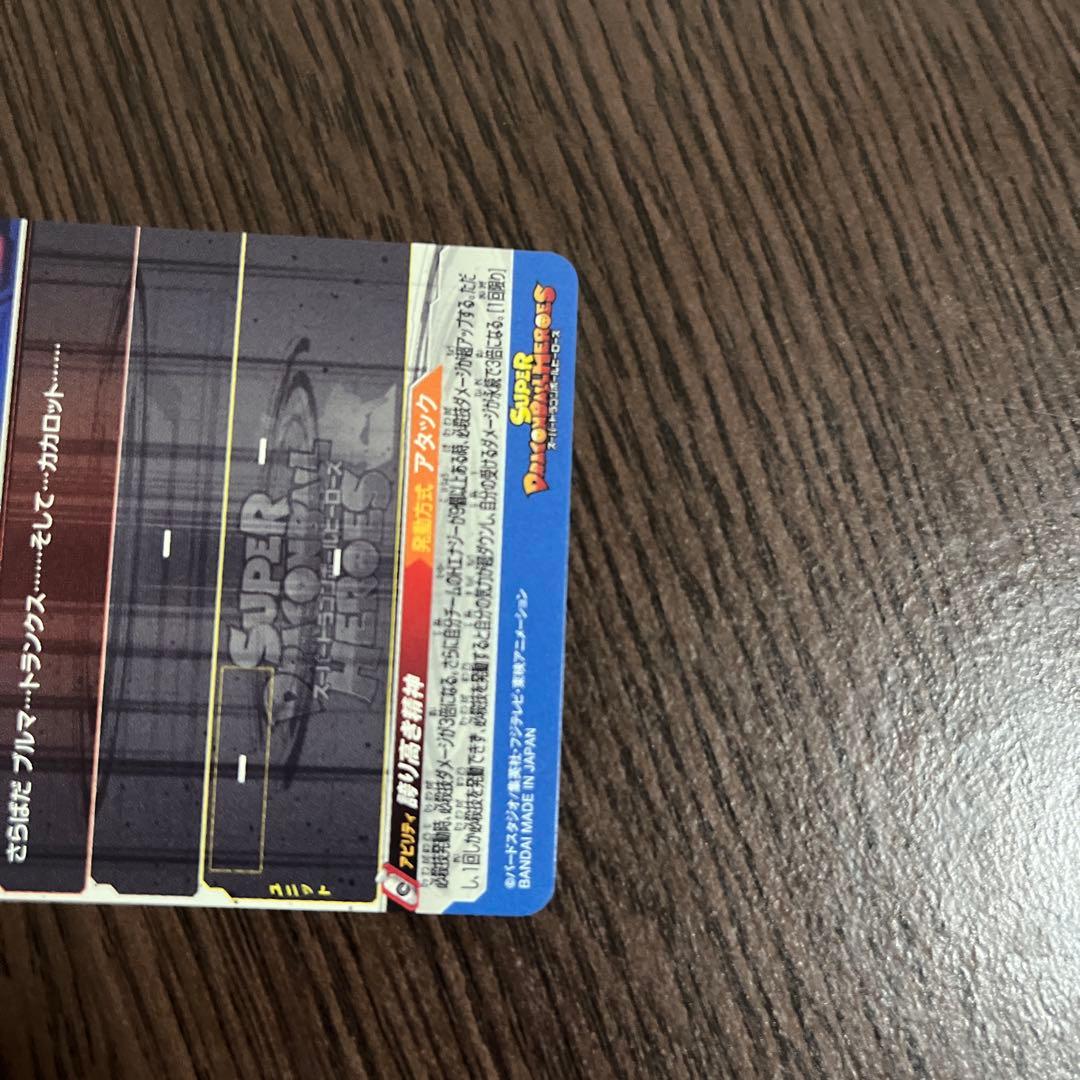 さらばだ ブルマ…トランクス……そして…カカロット……
SUPER
DRAGONBALL
HEROES
スーパードラゴンボールヒーローズ
ユニット
アビリティ 誇り高き精神 発動方式 アタック
必殺技発動時、必殺技ダメージが3倍になる。さらに自分チームのHエナジーが9個以上ある時、必殺技ダメージが超アップする。ただ
し、1回しか必殺技を発動できず、必殺技を発動すると自分の気力が超ダウンし、自分の受けるダメージが永続で3倍になる。[1回限り]
©バードスタジオ/集英社・フジテレビ・東映アニメーション
BANDAI MADE IN JAPAN
SUPER
DRAGONBALL HEROES
スーパードラゴンボールヒーローズ